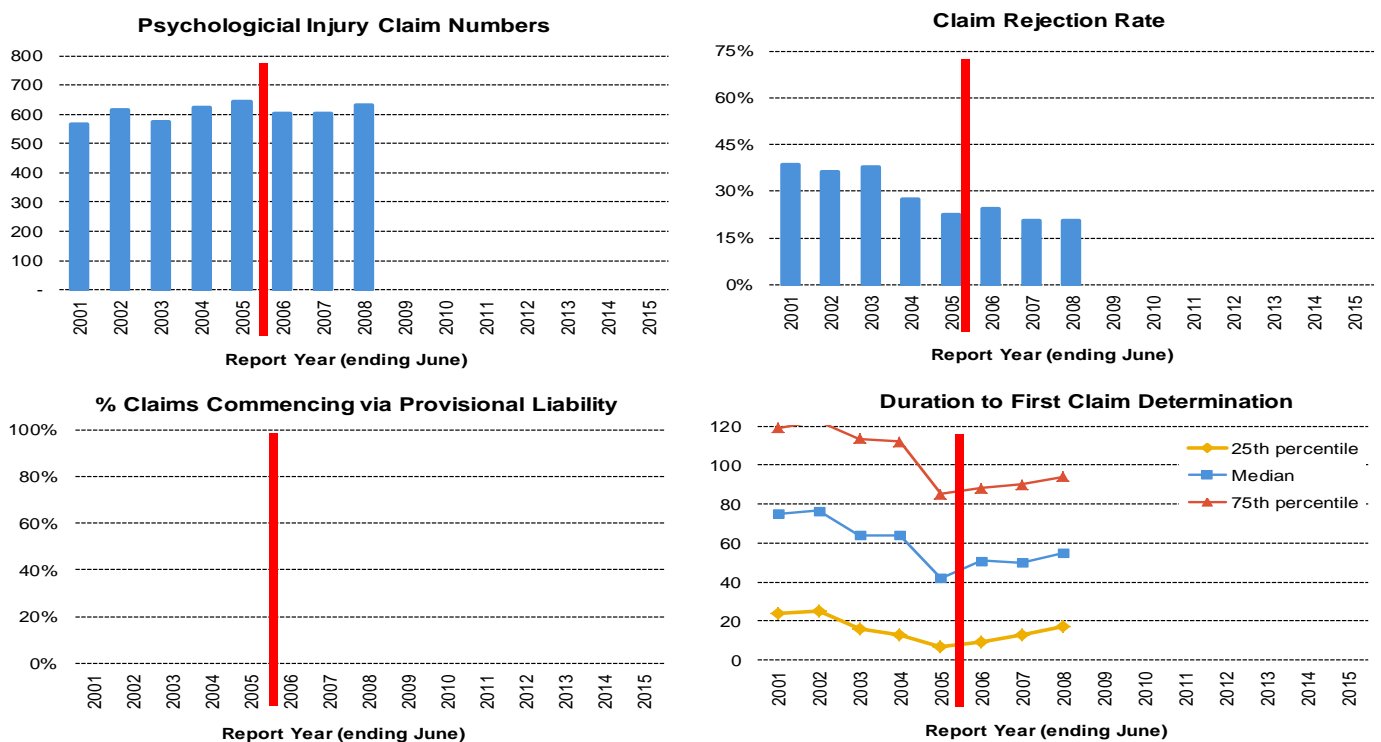 Psychologicial Injury Claim Numbers
800
700
600
500
400
300
200
100
-
2001 2002 2003 2004 2005 2006 2007 2008 2009 2010 2011 2012 2013 2014 2015
Report Year (ending June)
Claim Rejection Rate
75%
60%
45%
30%
15%
0%
2001 2002 2003 2004 2005 2006 2007 2008 2009 2010 2011 2012 2013 2014 2015
Report Year (ending June)
% Claims Commencing via Provisional Liability
100%
80%
60%
40%
20%
0%
2001 2002 2003 2004 2005 2006 2007 2008 2009 2010 2011 2012 2013 2014 2015
Report Year (ending June)
Duration to First Claim Determination
120
100
80
60
40
20
0
25th percentile
Median
75th percentile
2001 2002 2003 2004 2005 2006 2007 2008 2009 2010 2011 2012 2013 2014 2015
Report Year (ending June)